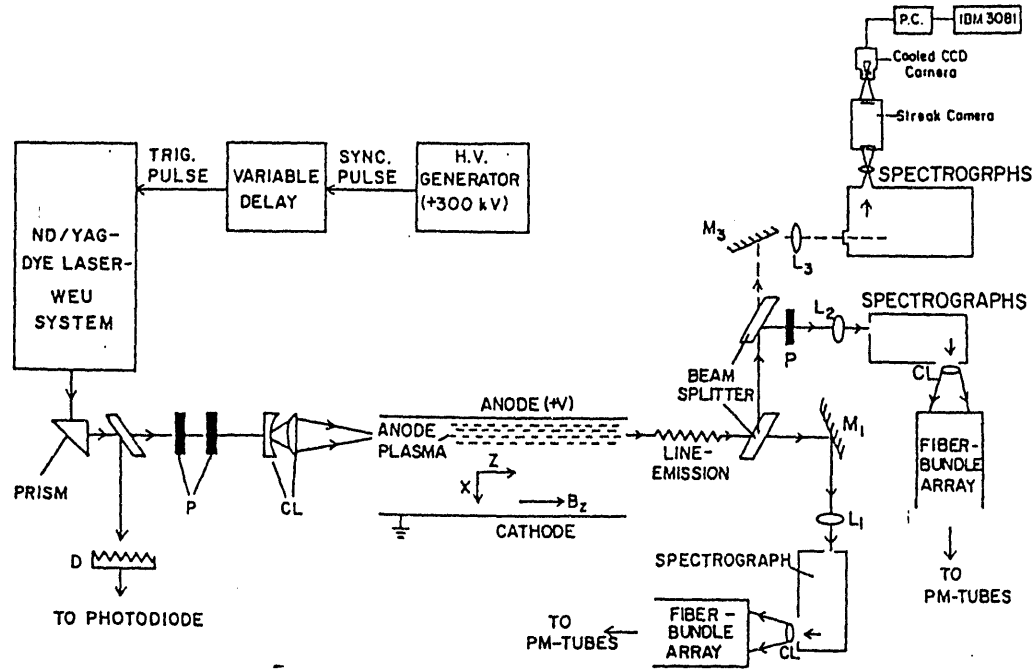 P.C.
IBM 3081
Cooled CCD
Camera
Streak Camera
SPECTROGRPHS
TRIG.
PULSE
VARIABLE
DELAY
SYNC.
PULSE
H.V.
GENERATOR
(+300 kV)
ND/YAG-
DYE LASER-
WEU
SYSTEM
M3
L3
SPECTROGRAPHS
L2
P
CL
BEAM
SPLITTER
FIBER-
BUNDLE
ARRAY
TO
PM-TUBES
PRISM
P
CL
ANODE (+V)
ANODE
PLASMA
Z
X
Bz
CATHODE
LINE-
EMISSION
M1
L1
D
TO PHOTODIODE
SPECTROGRAPH
CL
FIBER -
BUNDLE
ARRAY
TO
PM-TUBES